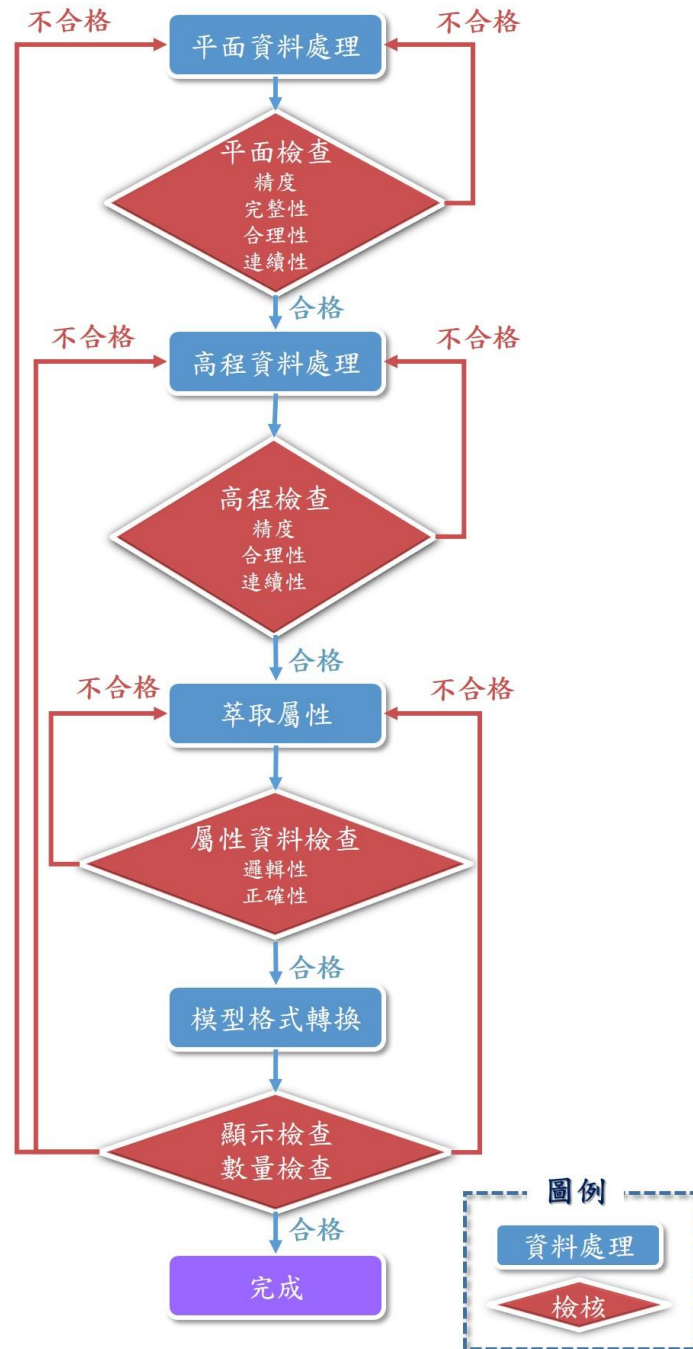 不合格
不合格
平面資料處理
平面檢查
精度
完整性
合理性
連續性
合格
不合格
不合格
高程資料處理
高程檢查
精度
合理性
連續性
合格
不合格
不合格
萃取屬性
屬性資料檢查
邏輯性
正確性
合格
模型格式轉換
顯示檢查
數量檢查
合格
完成
圖例
資料處理
檢核